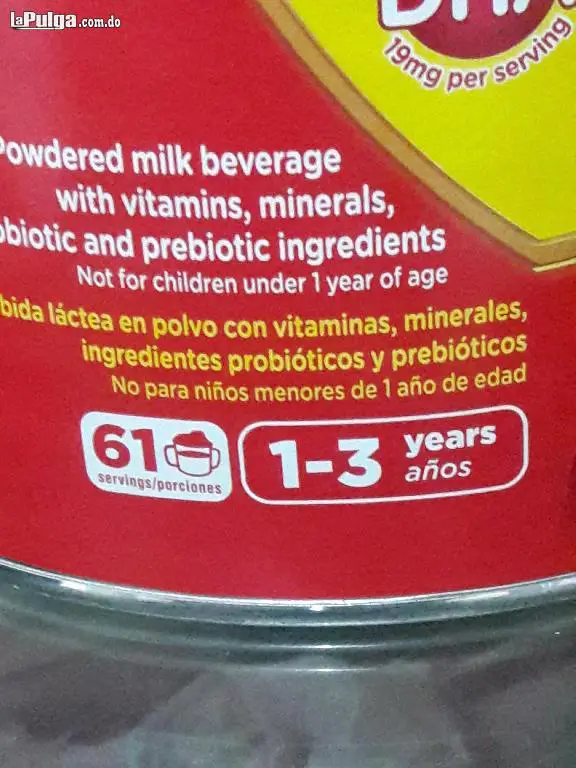 laPulga.com.do
DHA
19mg per serving
Powdered milk beverage
with vitamins, minerals,
and prebiotic ingredients
Not for children under 1 year of age
láctea en polvo con vitaminas, minerales,
ingredientes probióticos y prebióticos
No para niños menores de 1 año de edad
61
servings/porciones
1-3 years
años